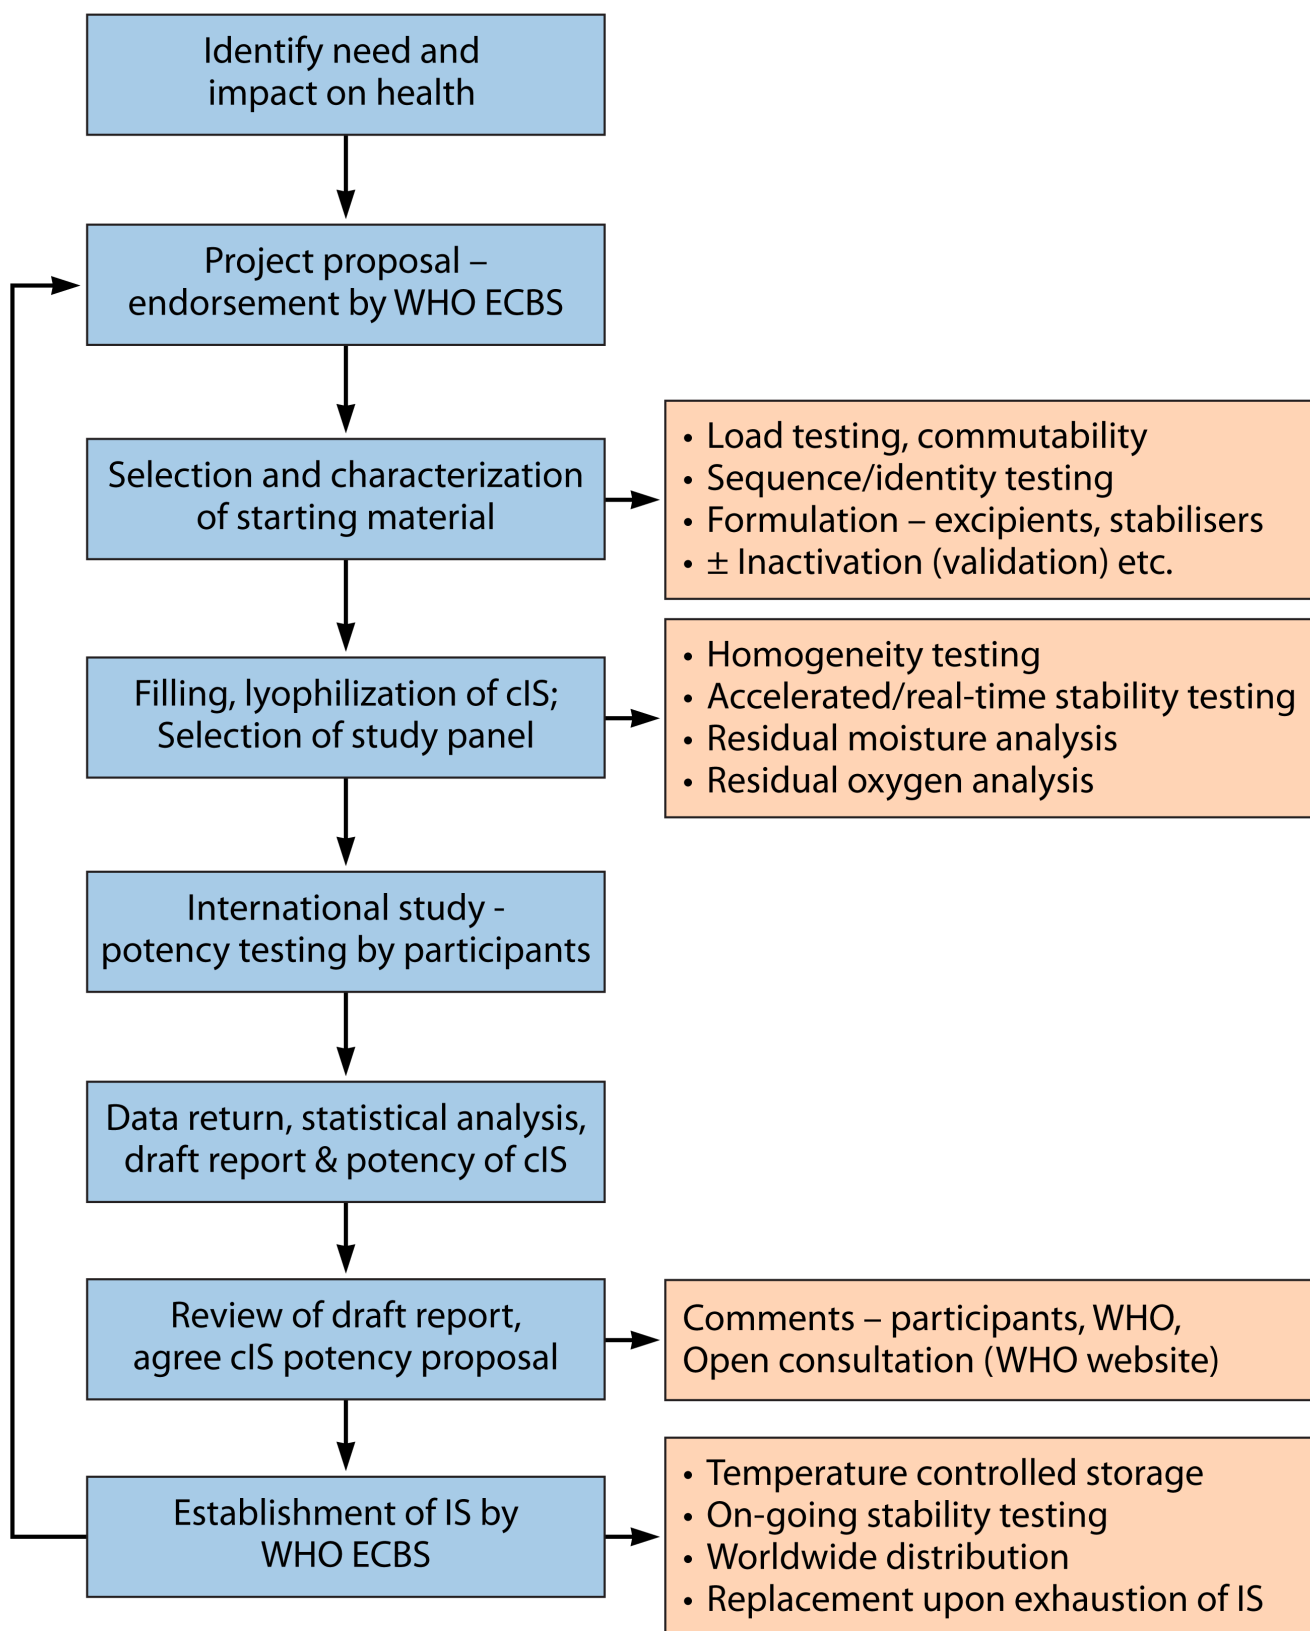 Identify need and
impact on health
Project proposal –
endorsement by WHO ECBS
Selection and characterization
of starting material
• Load testing, commutability
• Sequence/identity testing
• Formulation – excipients, stabilisers
• ± Inactivation (validation) etc.
Filling, lyophilization of cIS;
Selection of study panel
• Homogeneity testing
• Accelerated/real-time stability testing
• Residual moisture analysis
• Residual oxygen analysis
International study -
potency testing by participants
Data return, statistical analysis,
draft report & potency of cIS
Review of draft report,
agree cIS potency proposal
Comments – participants, WHO,
Open consultation (WHO website)
Establishment of IS by
WHO ECBS
• Temperature controlled storage
• On-going stability testing
• Worldwide distribution
• Replacement upon exhaustion of IS